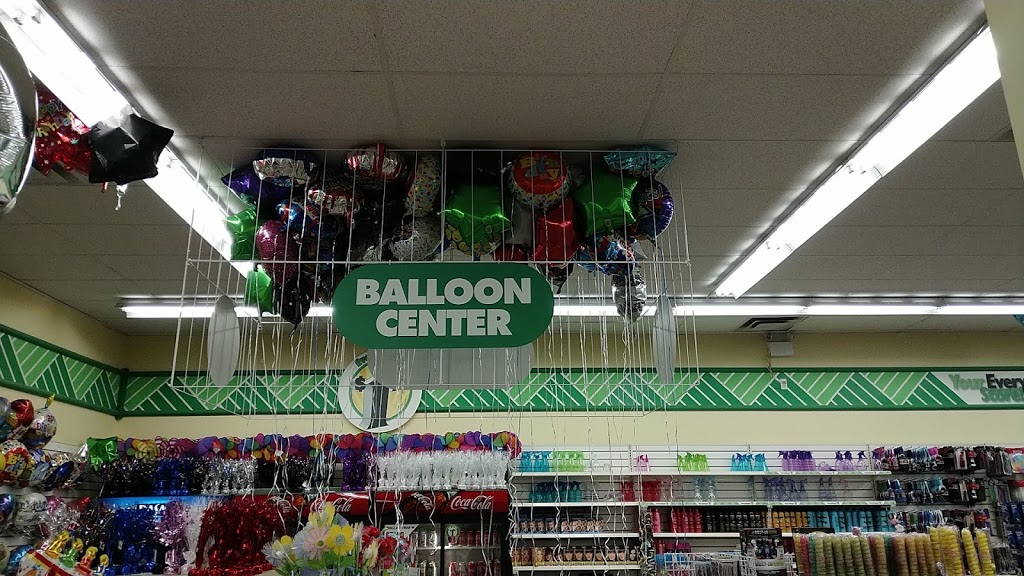 BALLOON
CENTER
Your Every
Store
Coca-Cola
Coca-Cola